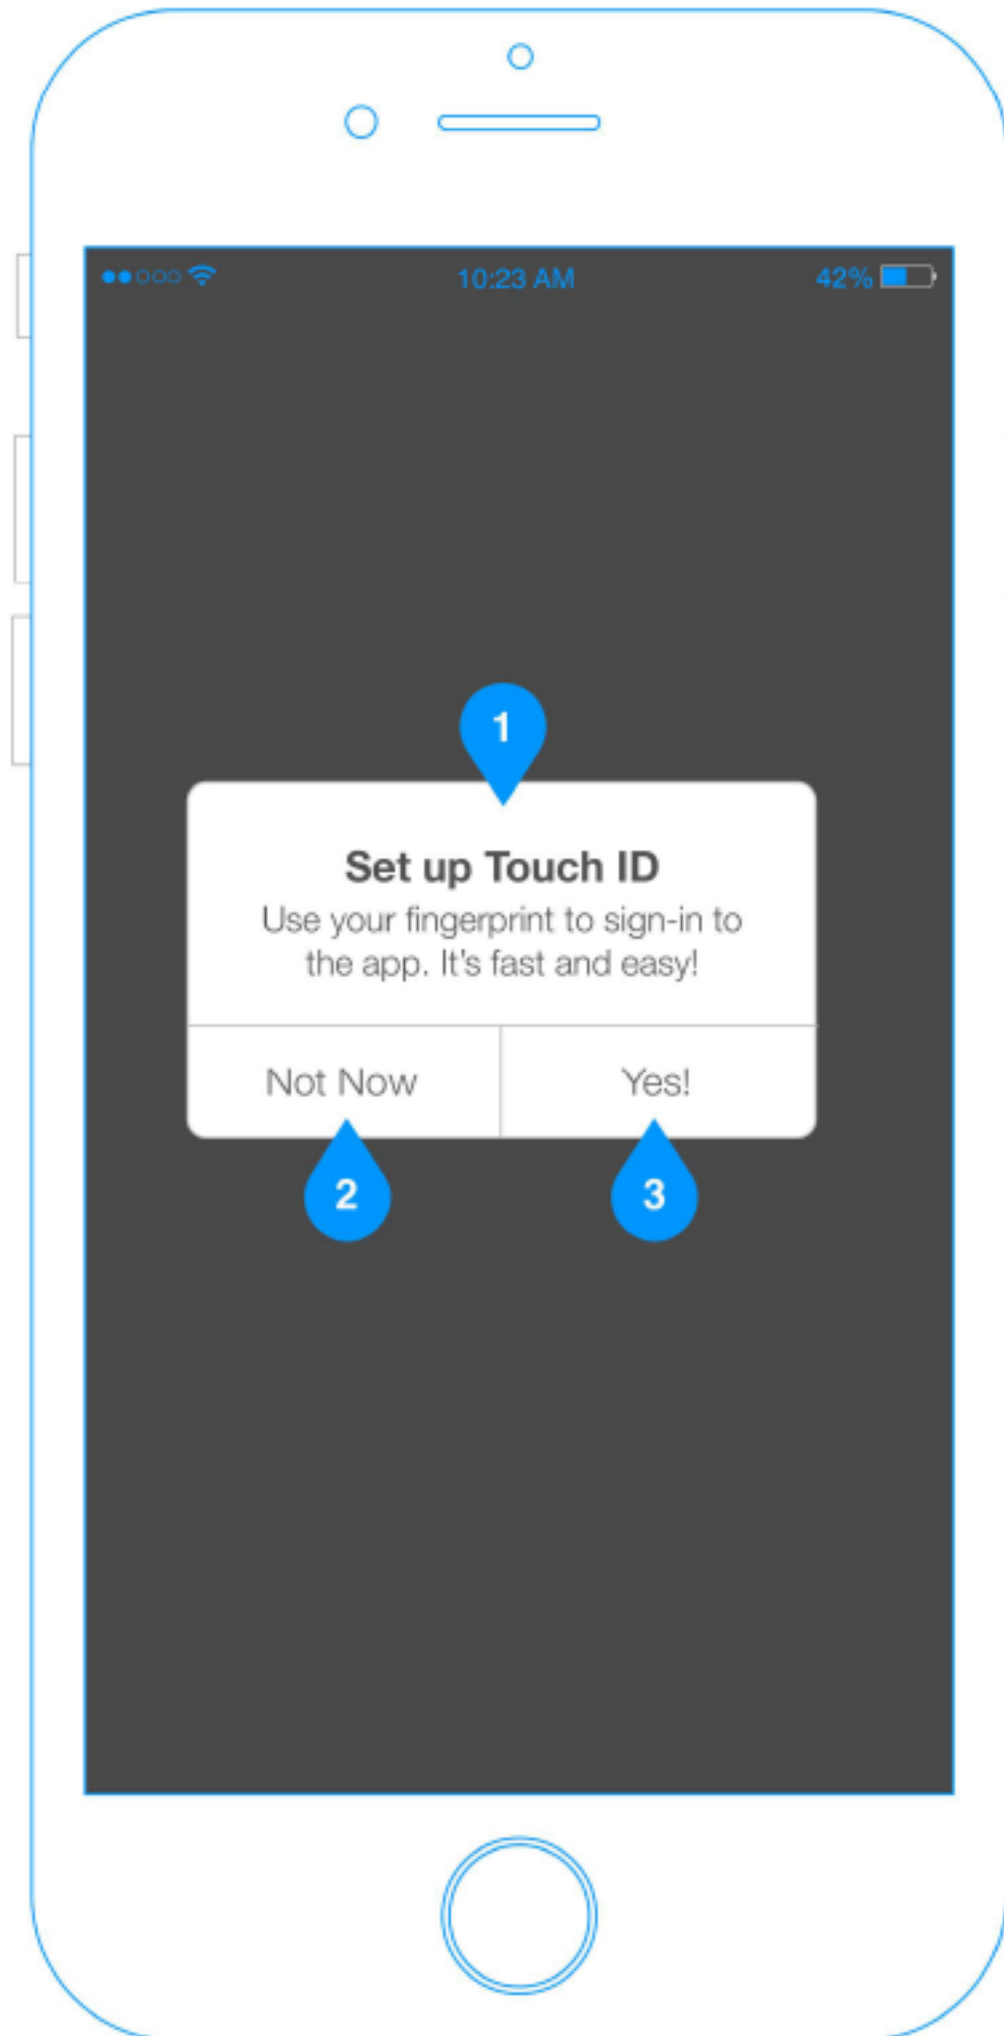 10:23 AM 42%
1
Set up Touch ID
Use your fingerprint to sign-in to
the app. It's fast and easy!
Not Now Yes!
2 3